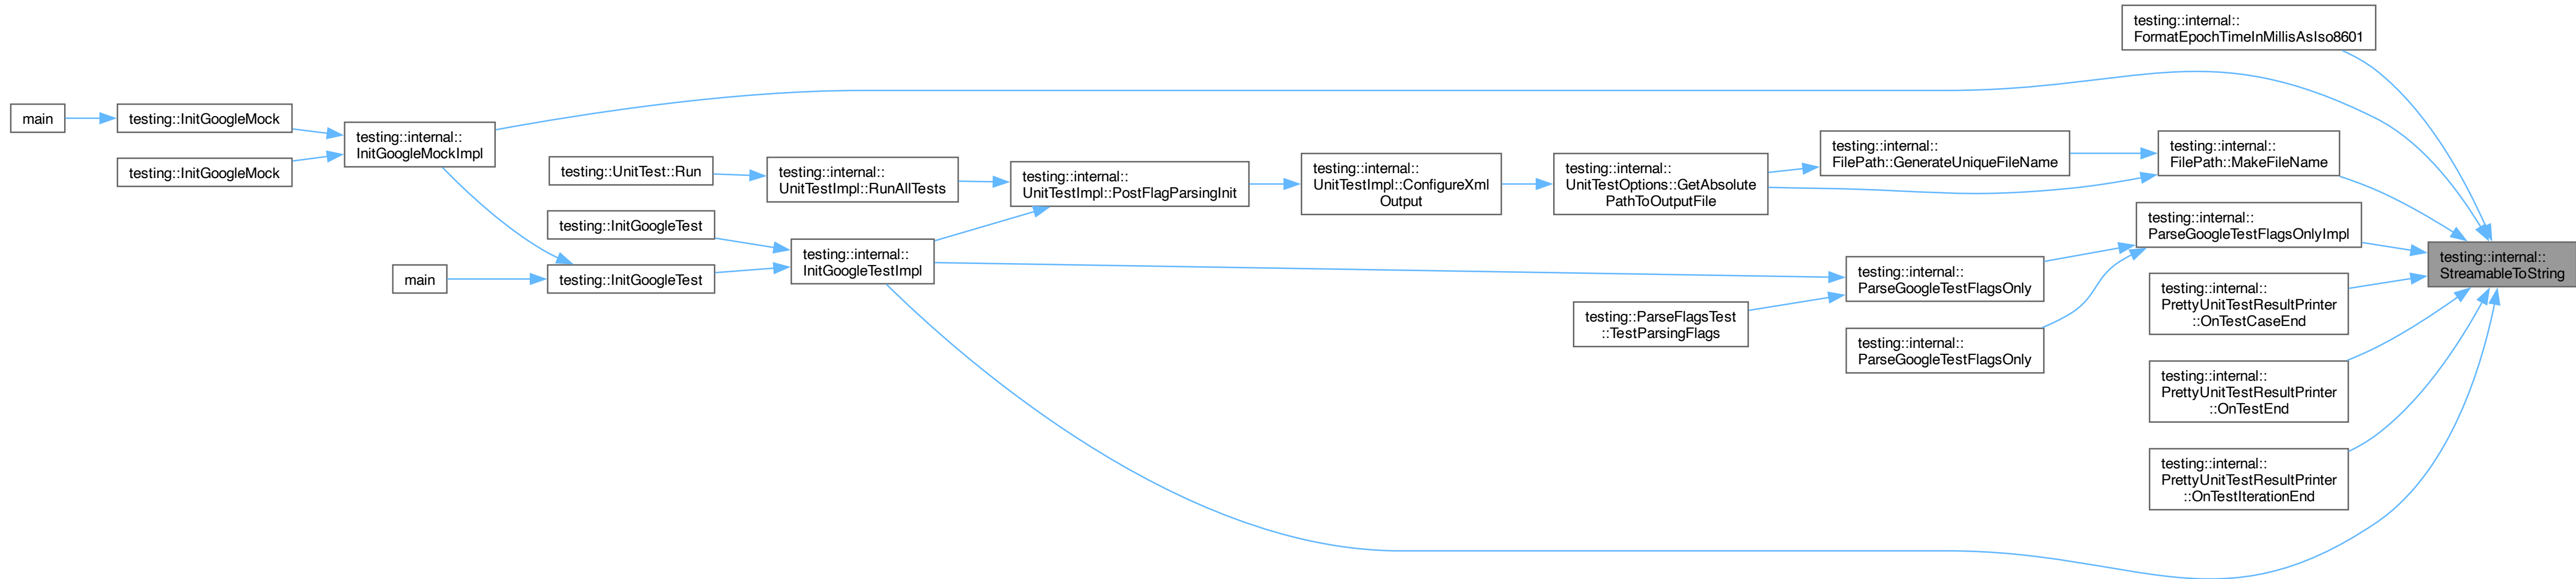 main
testing::InitGoogleMock
testing::InitGoogleMock
testing::internal::
InitGoogleMockImpl
main
testing::UnitTest::Run
testing::InitGoogleTest
testing::InitGoogleTest
testing::internal::
UnitTestImpl::RunAllTests
testing::internal::
InitGoogleTestImpl
testing::internal::
UnitTestImpl::PostFlagParsingInit
testing::internal::
UnitTestImpl::ConfigureXml
Output
testing::internal::
UnitTestOptions::GetAbsolute
PathToOutputFile
testing::ParseFlagsTest
::TestParsingFlags
testing::internal::
FilePath::GenerateUniqueFileName
testing::internal::
ParseGoogleTestFlagsOnly
testing::internal::
ParseGoogleTestFlagsOnly
testing::internal::
FormatEpochTimeInMillisAsIso8601
testing::internal::
FilePath::MakeFileName
testing::internal::
ParseGoogleTestFlagsOnlyImpl
testing::internal::
PrettyUnitTestResultPrinter
::OnTestCaseEnd
testing::internal::
PrettyUnitTestResultPrinter
::OnTestEnd
testing::internal::
PrettyUnitTestResultPrinter
::OnTestIterationEnd
testing::internal::
StreamableToString